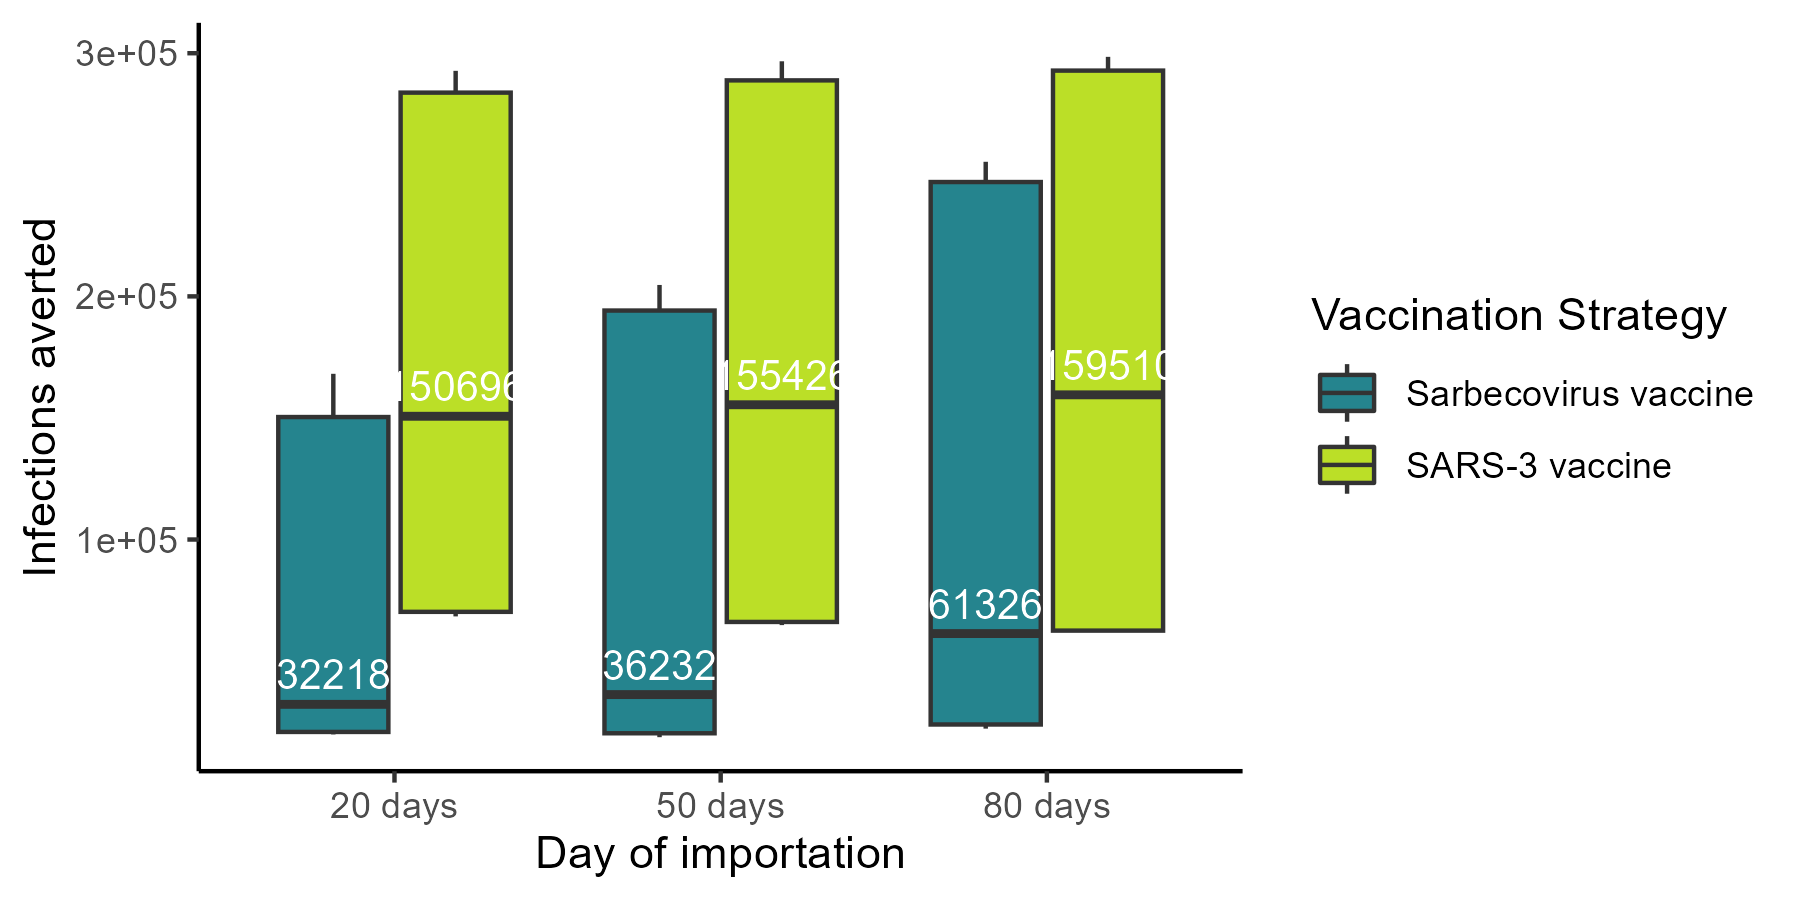 3e+05
2e+05
1e+05
Infections averted
150696
155426
159510
61326
36232
32218
20 days
50 days
80 days
Day of importation
Vaccination Strategy
Sarbecovirus vaccine
SARS-3 vaccine